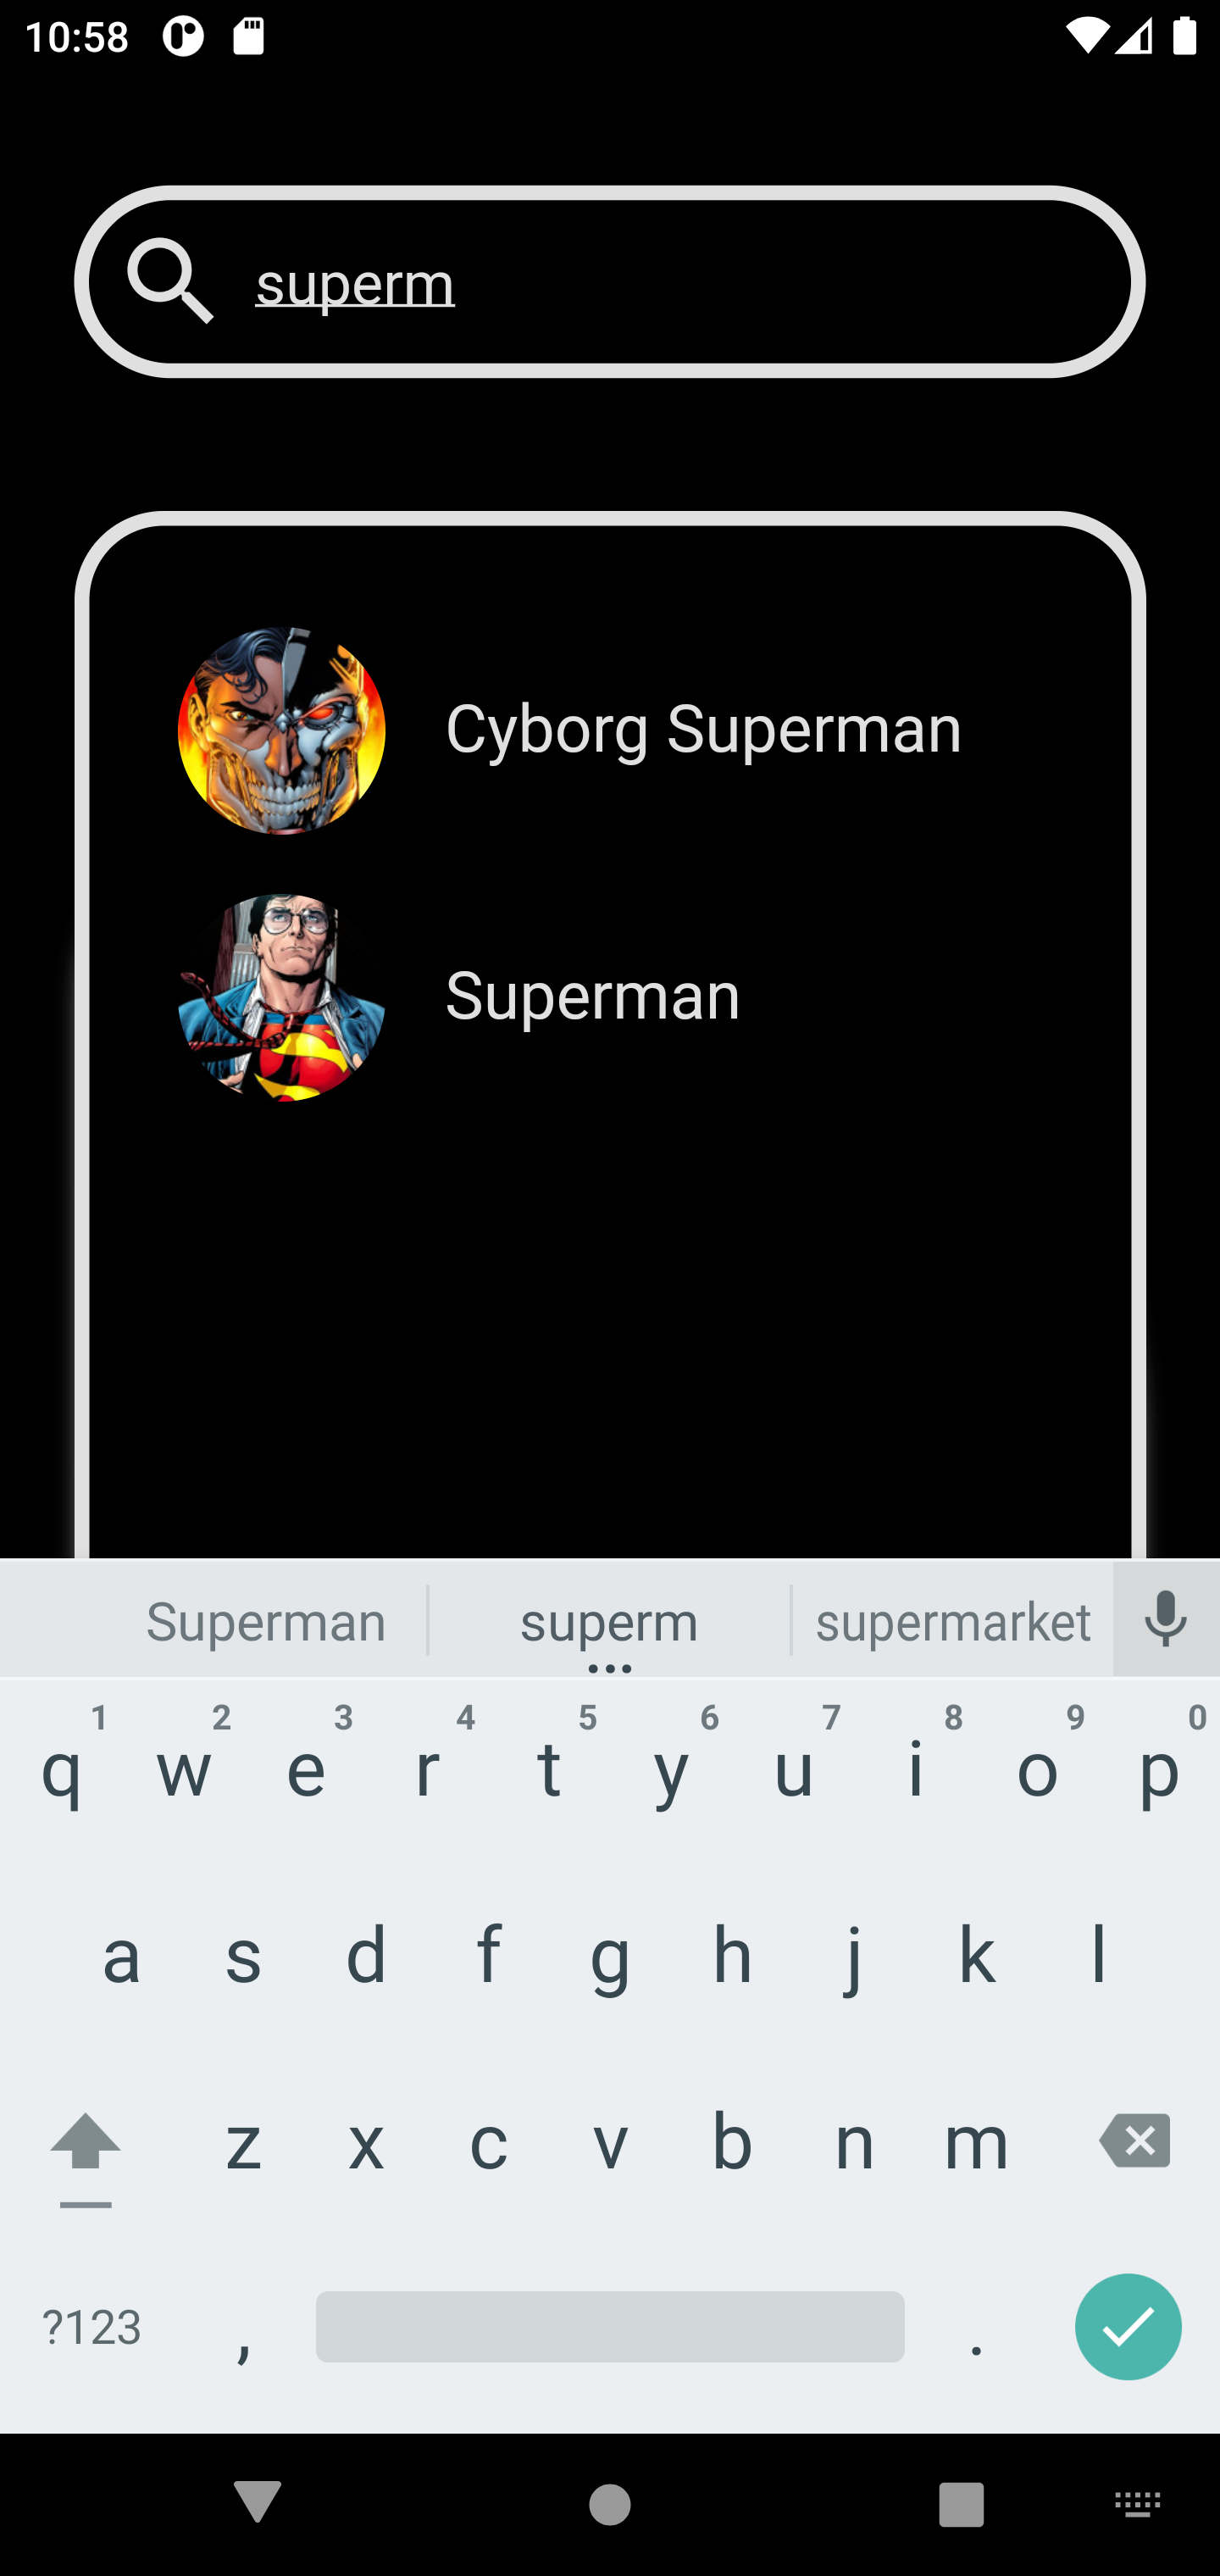 10:58
superm
Cyborg Superman
Superman
Superman superm supermarket
1 2 3 4 5 6 7 8 9 0
q w e r t y u i o p
a s d f g h j k l
z x c v b n m
?123 , .